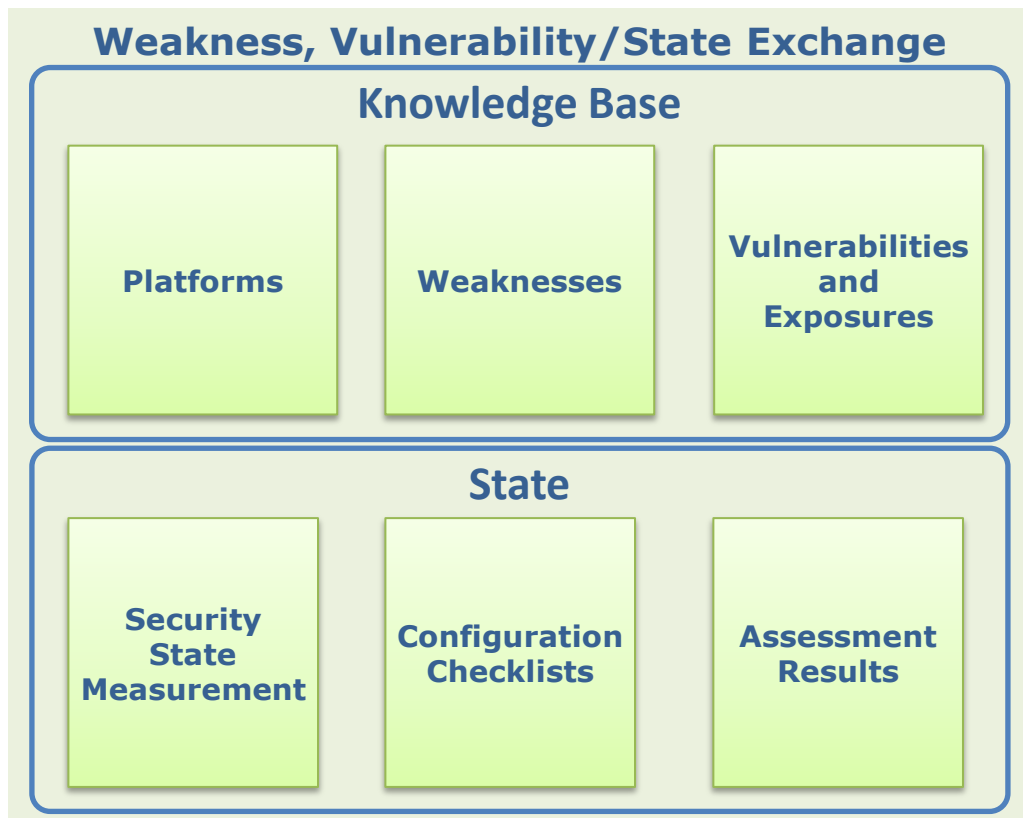 Weakness, Vulnerability/State Exchange
Knowledge Base
Platforms
Weaknesses
Vulnerabilities
and
Exposures
State
Security
State
Measurement
Configuration
Checklists
Assessment
Results